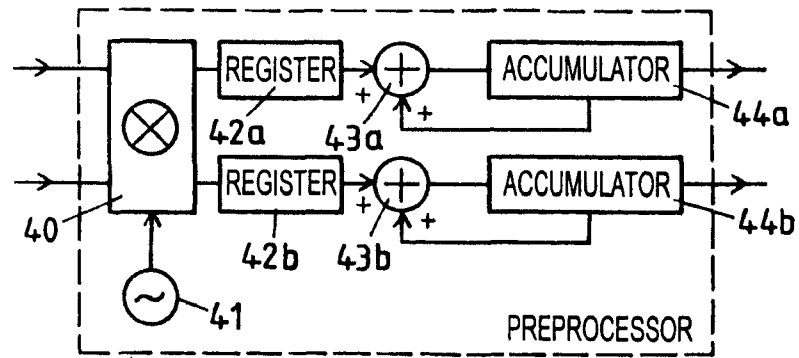 REGISTER
ACCUMULATOR
+
+
42a
43a
44a
REGISTER
ACCUMULATOR
+
+
40
42b
43b
44b
41
PREPROCESSOR